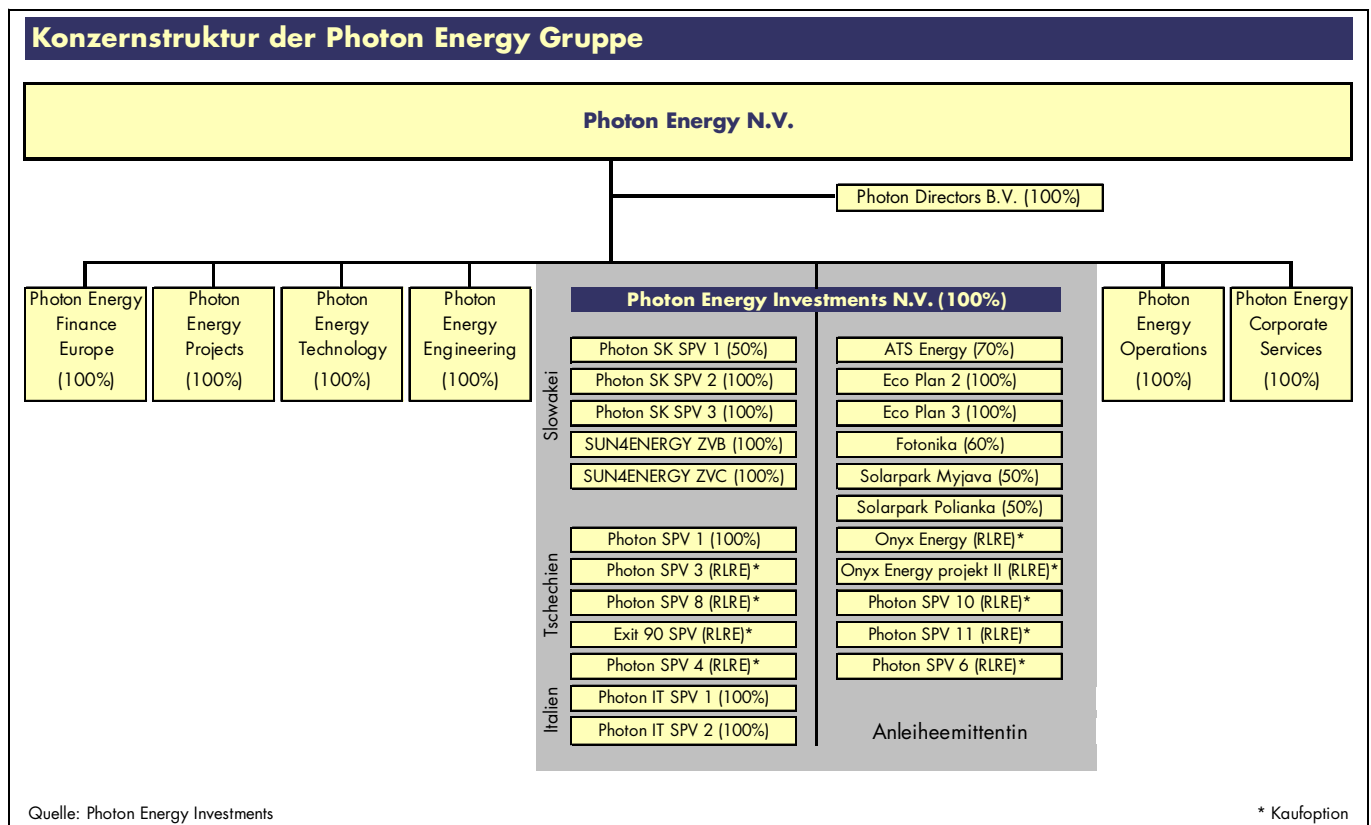 Konzernstruktur der Photon Energy Gruppe
Photon Energy N.V.
Photon Directors B.V. (100%)
Photon Energy
Finance
Europe
(100%)
Photon
Energy
Projects
(100%)
Photon
Energy
Technology
(100%)
Photon
Energy
Engineering
(100%)
Photon Energy Investments N.V. (100%)
Slowakei
Photon SK SPV 1 (50%)
Photon SK SPV 2 (100%)
Photon SK SPV 3 (100%)
SUN4ENERGY ZVB (100%)
SUN4ENERGY ZVC (100%)
ATS Energy (70%)
Eco Plan 2 (100%)
Eco Plan 3 (100%)
Fotonika (60%)
Solarpark Myjava (50%)
Solarpark Polianka (50%)
Tschechien
Photon SPV 1 (100%)
Photon SPV 3 (RLRE)*
Photon SPV 8 (RLRE)*
Exit 90 SPV (RLRE)*
Photon SPV 4 (RLRE)*
Onyx Energy (RLRE)*
Onyx Energy projekt II (RLRE)*
Photon SPV 10 (RLRE)*
Photon SPV 11 (RLRE)*
Photon SPV 6 (RLRE)*
Italien
Photon IT SPV 1 (100%)
Photon IT SPV 2 (100%)
Anleiheemittentin
Photon
Energy
Operations
(100%)
Photon Energy
Corporate
Services
(100%)
Quelle: Photon Energy Investments
* Kaufoption